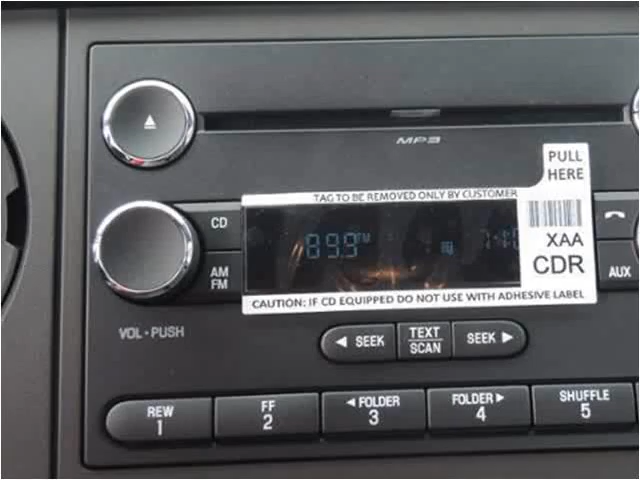 MP3
PULL
HERE
TAG TO BE REMOVED ONLY BY CUSTOMER
CD
89.9 FM
XAA
CDR
AM
FM
AUX
CAUTION: IF CD EQUIPPED DO NOT USE WITH ADHESIVE LABEL
VOL•PUSH
◄ SEEK
TEXT
SCAN
SEEK ►
REW
1
FF
2
◄FOLDER
3
FOLDER►
4
SHUFFLE
5